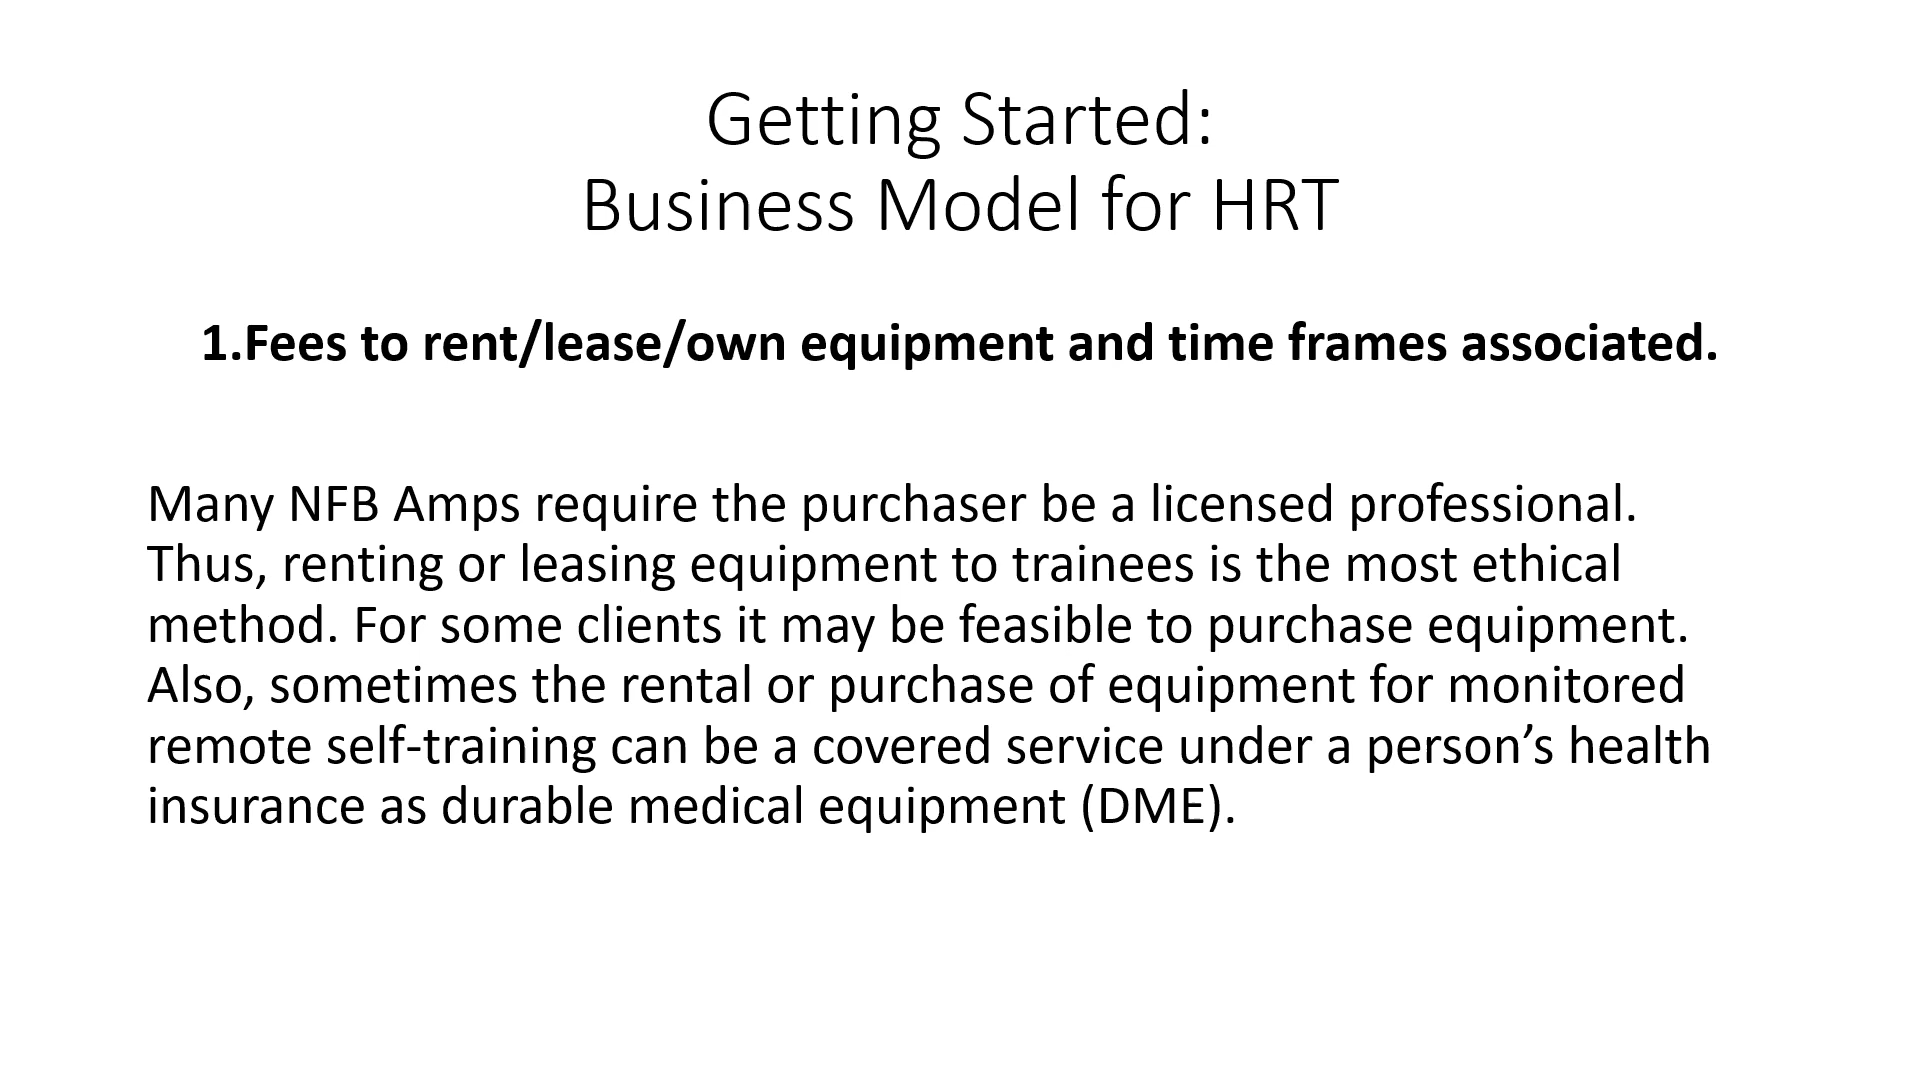 Getting Started:
Business Model for HRT
1.Fees to rent/lease/own equipment and time frames associated.
Many NFB Amps require the purchaser be a licensed professional.
Thus, renting or leasing equipment to trainees is the most ethical
method. For some clients it may be feasible to purchase equipment.
Also, sometimes the rental or purchase of equipment for monitored
remote self-training can be a covered service under a person’s health
insurance as durable medical equipment (DME).